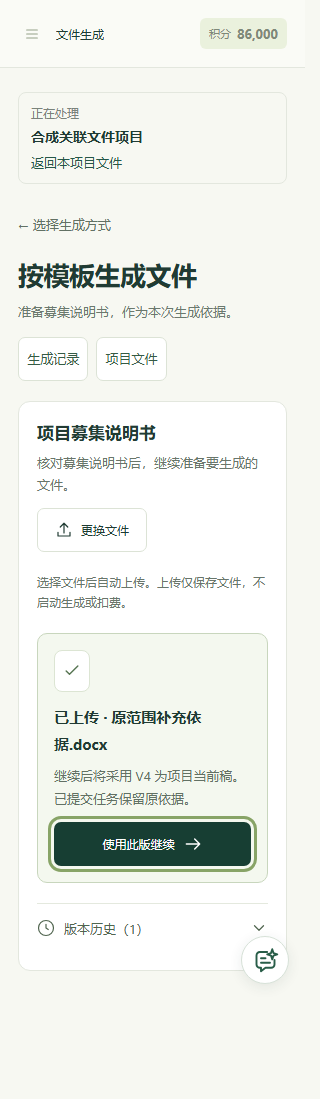 文件生成
积分 86,000
正在处理
合成关联文件项目
返回本项目文件
← 选择生成方式
按模板生成文件
准备募集说明书，作为本次生成依据。
生成记录
项目文件
项目募集说明书
核对募集说明书后，继续准备要生成的
文件。
更换文件
选择文件后自动上传。上传仅保存文件，不
启动生成或扣费。
已上传 · 原范围补充依
据.docx
继续后将采用 V4 为项目当前稿。
已提交任务保留原依据。
使用此版继续 →
版本历史（1）